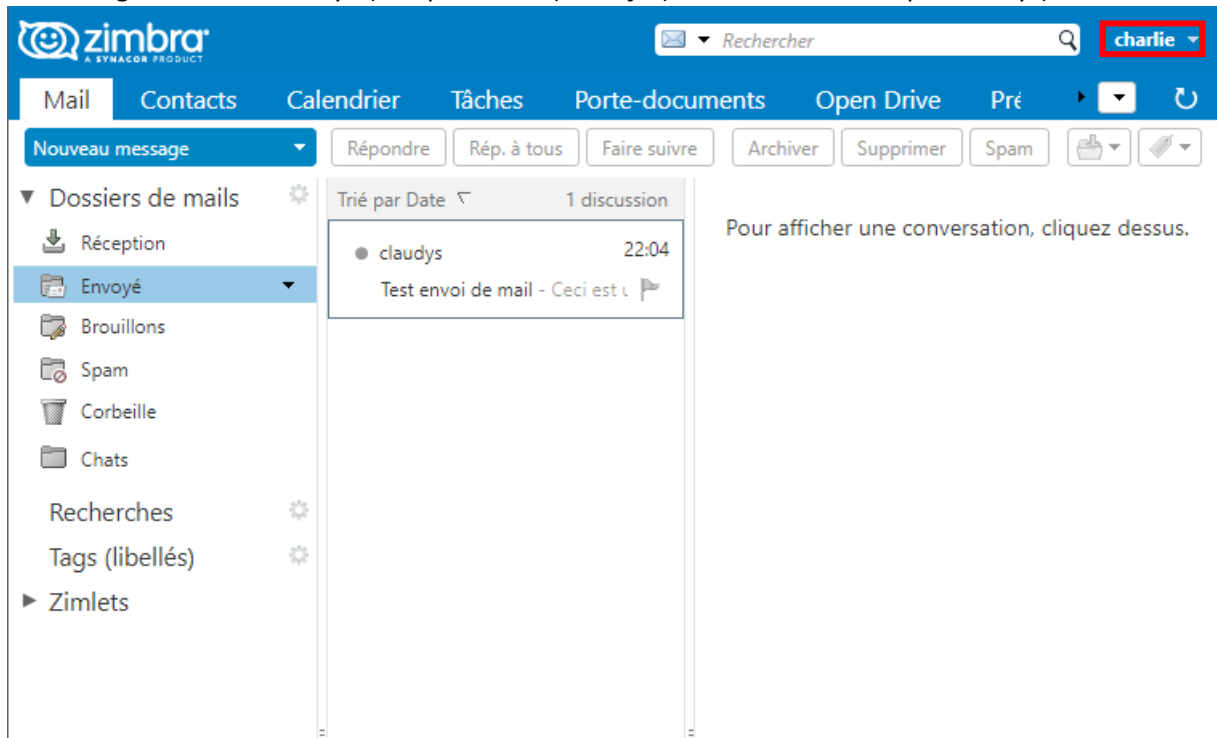 zimbra
A SYNACOR PRODUCT
Rechercher
charlie
Mail Contacts Calendrier Tâches Porte-documents Open Drive Pré
Nouveau message Répondre Rép. à tous Faire suivre Archiver Supprimer Spam
Dossiers de mails
Réception
Envoyé
Brouillons
Spam
Corbeille
Chats
Recherches
Tags (libellés)
Zimlets
Trié par Date 1 discussion
claudys 22:04
Test envoi de mail - Ceci est
Pour afficher une conversation, cliquez dessus.